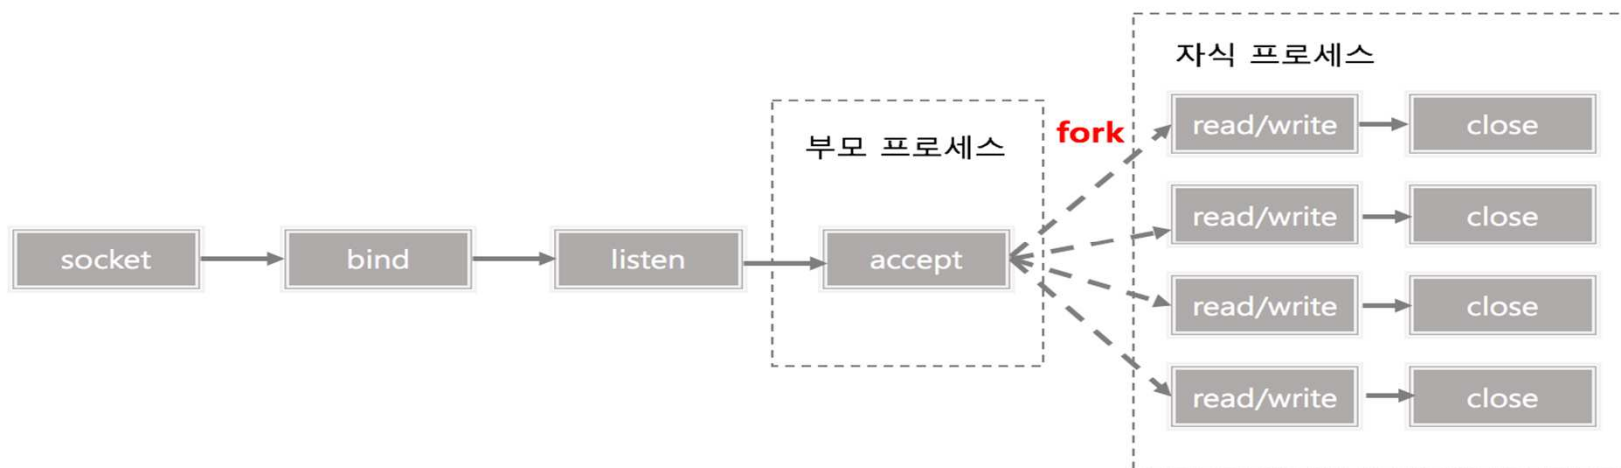 자식 프로세스
read/write
close
fork
부모 프로세스
read/write
close
socket
bind
listen
accept
read/write
close
read/write
close